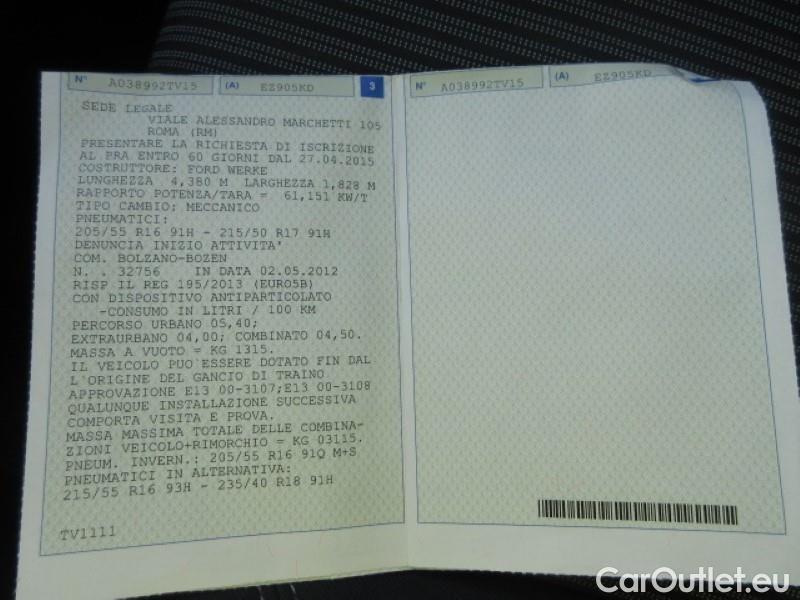 N° A038992TV15 (A) EZ905KD 3
SEDE LEGALE
VIALE ALESSANDRO MARCHETTI 105
ROMA (RM)
PRESENTARE LA RICHIESTA DI ISCRIZIONE
AL PRA ENTRO 60 GIORNI DAL 27.04.2015
COSTRUTTORE: FORD WERKE
LUNGHEZZA 4,380 M LARGHEZZA 1,828 M
RAPPORTO POTENZA/TARA = 61,151 KW/T
TIPO CAMBIO: MECCANICO
PNEUMATICI:
205/55 R16 91H - 215/50 R17 91H
DENUNCIA INIZIO ATTIVITA'
COM. BOLZANO-BOZEN
N. . 32756 IN DATA 02.05.2012
RISP IL REG 195/2013 (EURO5B)
CON DISPOSITIVO ANTIPARTICOLATO
-CONSUMO IN LITRI / 100 KM
PERCORSO URBANO 05,40;
EXTRAURBANO 04,00; COMBINATO 04,50.
MASSA A VUOTO = KG 1315.
IL VEICOLO PUO'ESSERE DOTATO FIN DAL
L'ORIGINE DEL GANCIO DI TRAINO
APPROVAZIONE E13 00-3107;E13 00-3108
QUALUNQUE INSTALLAZIONE SUCCESSIVA
COMPORTA VISITA E PROVA.
MASSA MASSIMA TOTALE DELLE COMBINA-
ZIONI VEICOLO+RIMORCHIO = KG 03115.
PNEUM. INVERN.: 205/55 R16 91Q M+S
PNEUMATICI IN ALTERNATIVA:
215/55 R16 93H - 235/40 R18 91H
TV1111
N° A038992TV15 (A) EZ905KD
CarOutlet.eu